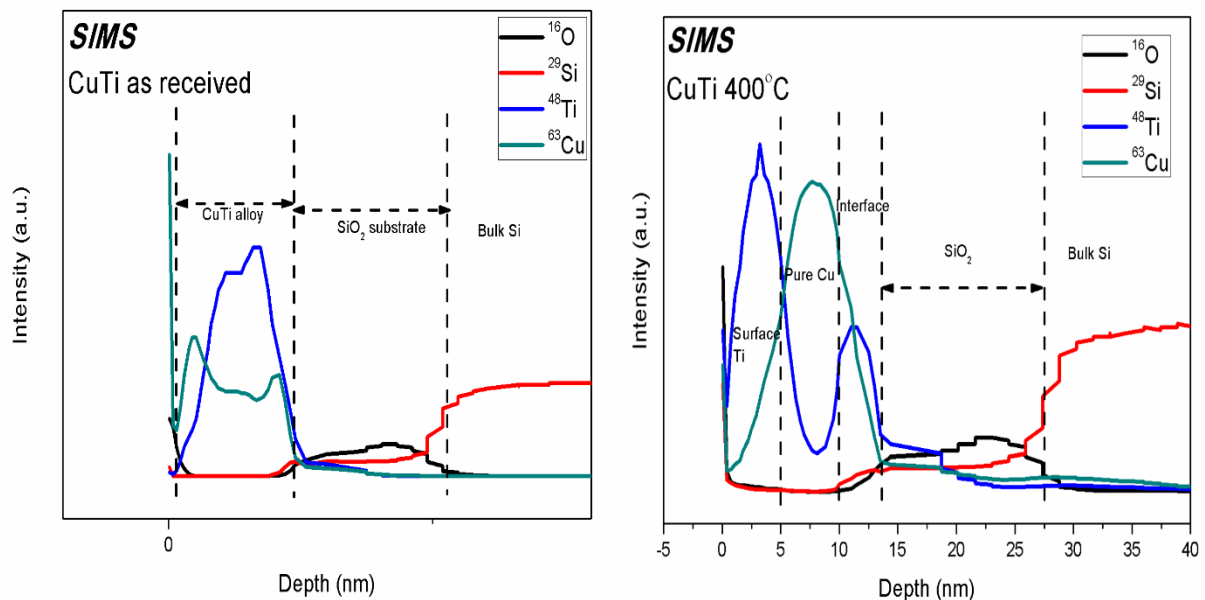 SIMS
CuTi as received
¹⁶O
²⁹Si
⁴⁸Ti
⁶³Cu
CuTi alloy
SiO₂ substrate
Bulk Si
Intensity (a.u.)
0
Depth (nm)
SIMS
CuTi 400°C
¹⁶O
²⁹Si
⁴⁸Ti
⁶³Cu
Interface
SiO₂
Bulk Si
Pure Cu
Surface
Ti
Intensity (a.u.)
-5 0 5 10 15 20 25 30 35 40
Depth (nm)